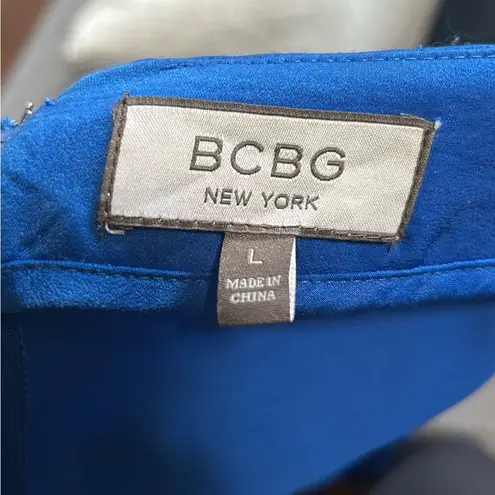 BCBG
NEW YORK
L
MADE IN
CHINA